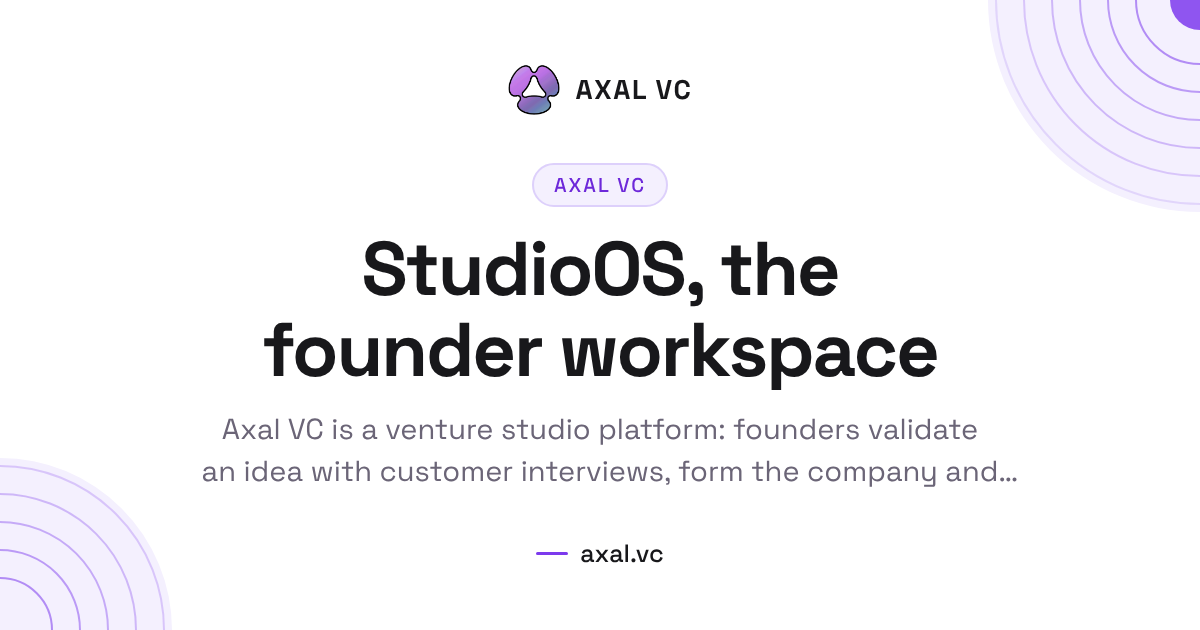 AXAL VC
AXAL VC
StudioOS, the
founder workspace
Axal VC is a venture studio platform: founders validate
an idea with customer interviews, form the company and…
axal.vc